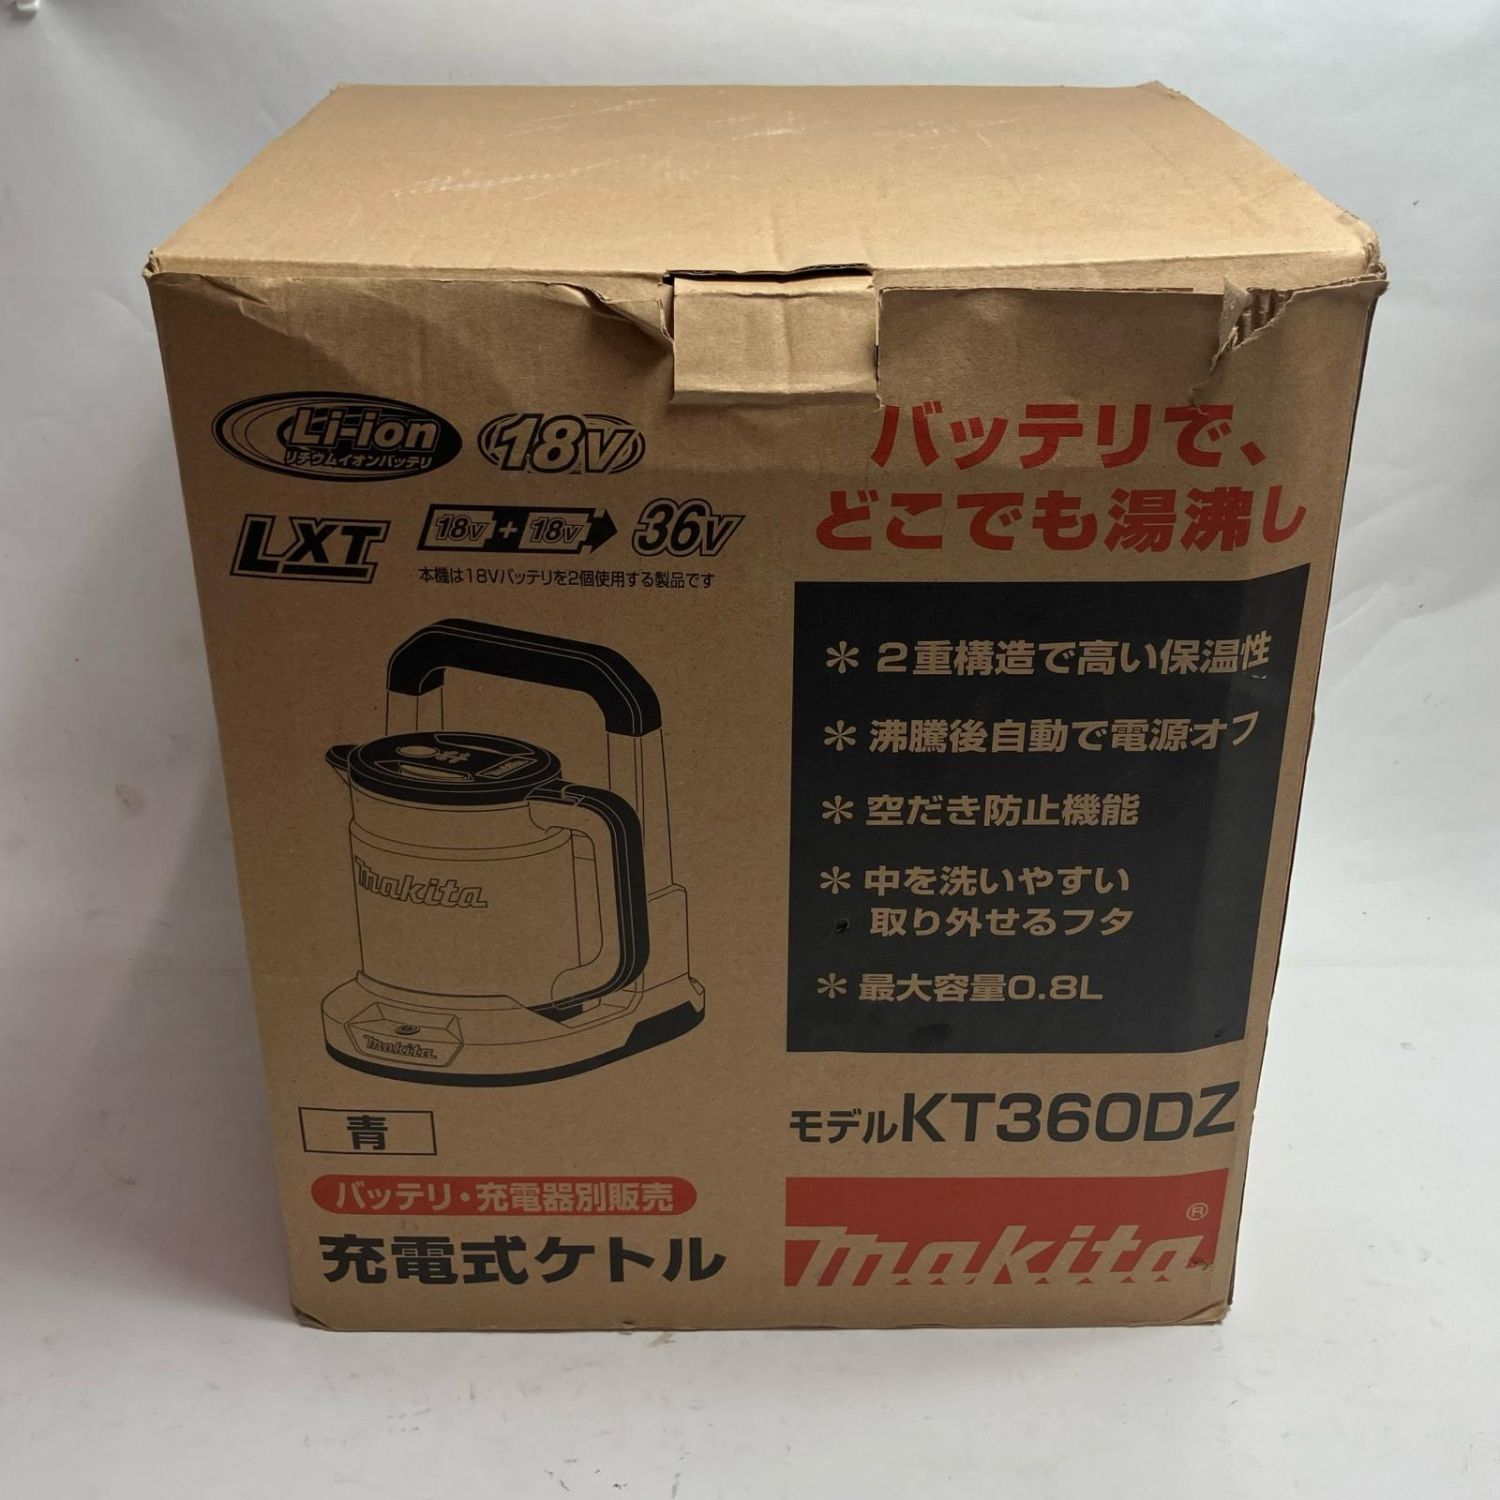 Li-ion
リチウムイオンバッテリ
18V
LXT
18V + 18V 36V
本機は18Vバッテリを2個使用する製品です
バッテリで、
どこでも湯沸し
＊2重構造で高い保温性
＊沸騰後自動で電源オフ
＊空だき防止機能
＊中を洗いやすい
取り外せるフタ
＊最大容量0.8L
makita
makita
青
バッテリ・充電器別販売
充電式ケトル
モデルKT360DZ
makita®